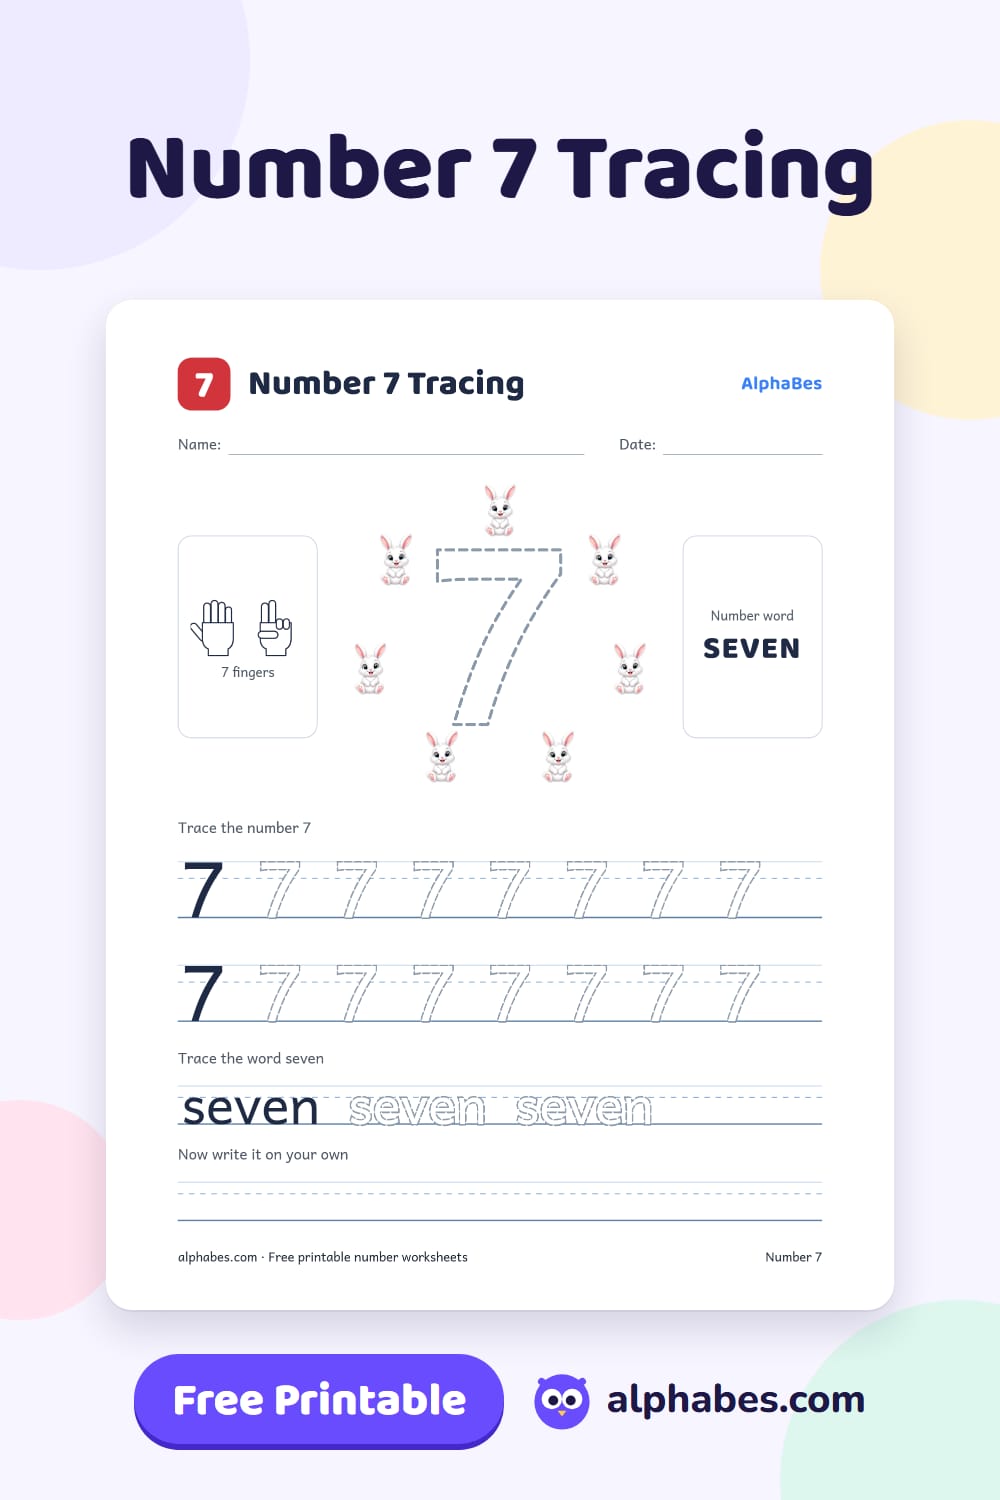 Number 7 Tracing
7 Number 7 Tracing AlphaBes
Name: Date:
7
7 fingers
Number word
SEVEN
Trace the number 7
7 7 7 7 7 7 7 7
7 7 7 7 7 7 7 7
Trace the word seven
seven seven seven
Now write it on your own
alphabes.com · Free printable number worksheets Number 7
Free Printable alphabes.com